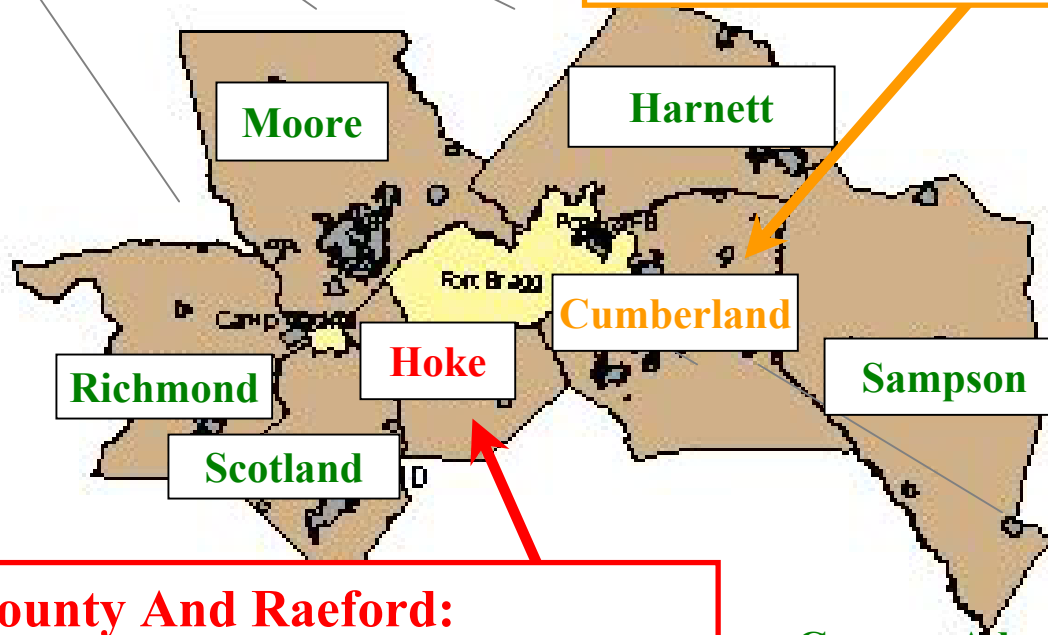 Moore
Harnett
Fort Bragg
Cumberland
Hoke
Richmond
Sampson
Scotland
ounty And Raeford: